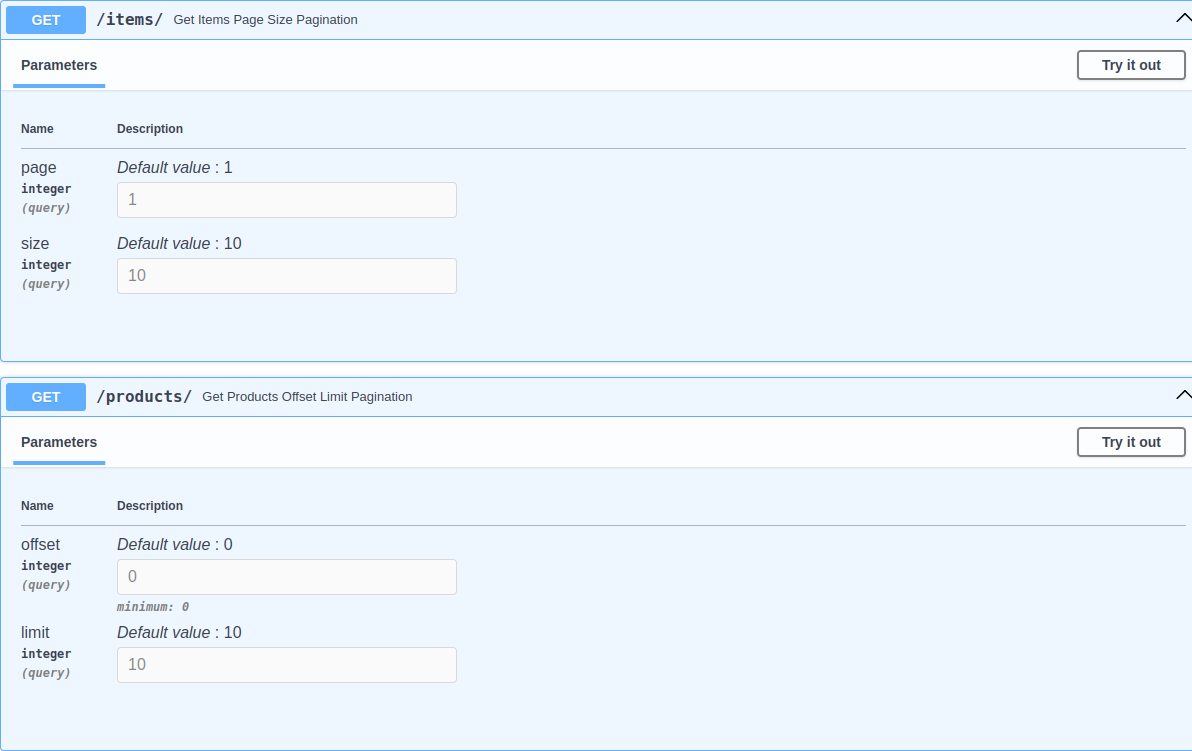 GET /items/ Get Items Page Size Pagination
Parameters Try it out
Name Description
page Default value : 1
integer 1
(query)
size Default value : 10
integer 10
(query)
GET /products/ Get Products Offset Limit Pagination
Parameters Try it out
Name Description
offset Default value : 0
integer 0
(query)
minimum: 0
limit Default value : 10
integer 10
(query)